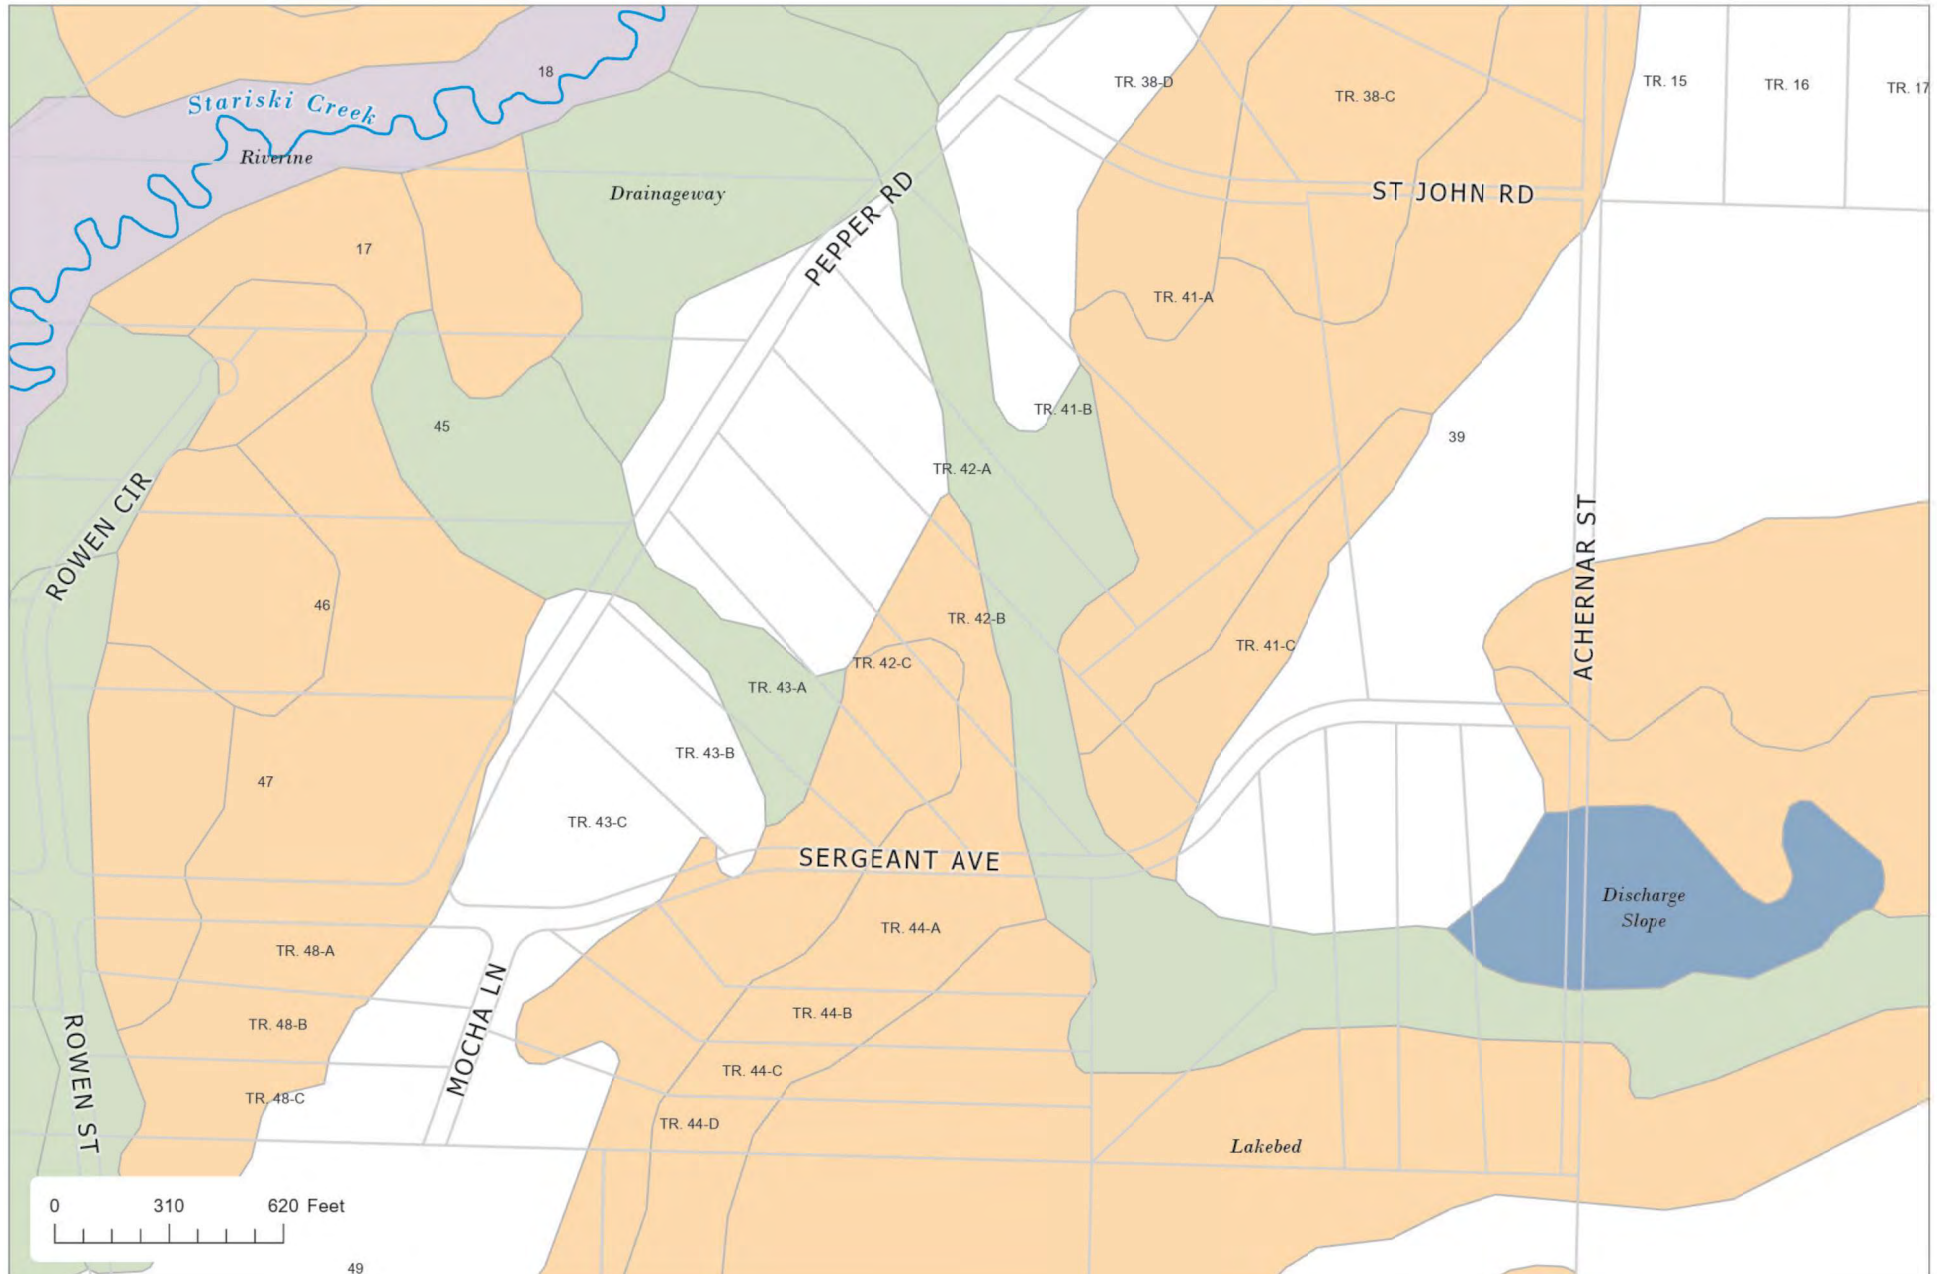 18
TR. 38-D
TR. 38-C
TR. 15
TR. 16
TR. 17
Stariski Creek
Riverine
Drainageway
PEPPER RD
ST JOHN RD
17
TR. 41-A
45
TR. 41-B
39
TR. 42-A
ROWEN CIR
ACHERNAR ST
46
TR. 42-B
TR. 42-C
TR. 41-C
TR. 43-A
TR. 43-B
47
TR. 43-C
SERGEANT AVE
Discharge
Slope
TR. 44-A
TR. 48-A
MOCHA LN
TR. 44-B
TR. 48-B
ROWEN ST
TR. 44-C
TR. 48-C
TR. 44-D
Lakebed
0 310 620 Feet
49